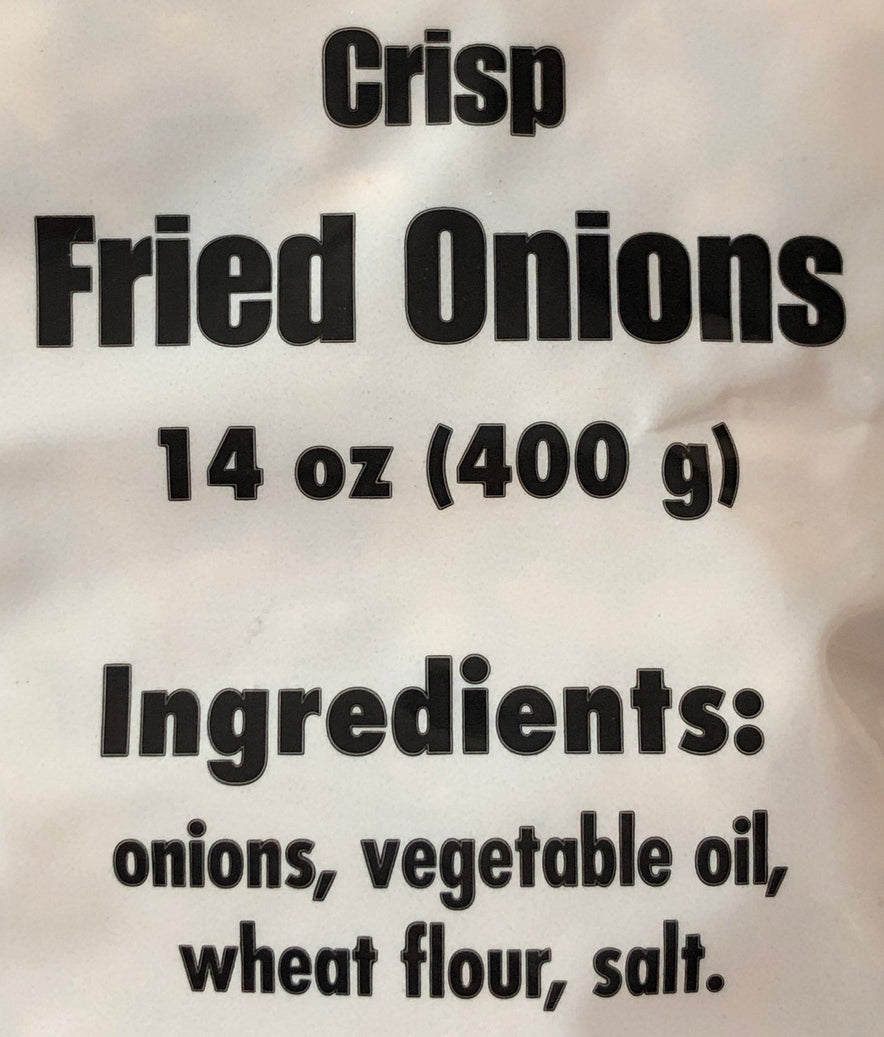 Crisp
Fried Onions
14 oz (400 g)
Ingredients:
onions, vegetable oil,
wheat flour, salt.